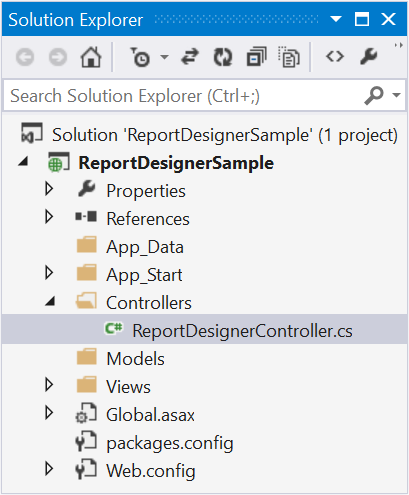 Solution Explorer
Search Solution Explorer (Ctrl+;)
Solution 'ReportDesignerSample' (1 project)
ReportDesignerSample
Properties
References
App_Data
App_Start
Controllers
C# ReportDesignerController.cs
Models
Views
Global.asax
packages.config
Web.config